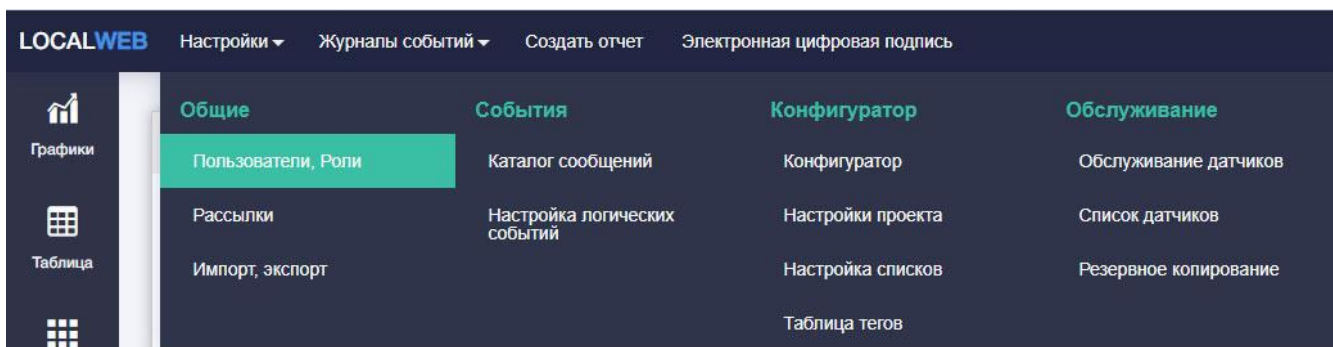 LOCALWEB Настройки Журналы событий Создать отчет Электронная цифровая подпись
Графики
Таблица
Общие
Пользователи, Роли
Рассылки
Импорт, экспорт
События
Каталог сообщений
Настройка логических
событий
Конфигуратор
Конфигуратор
Настройки проекта
Настройка списков
Таблица тегов
Обслуживание
Обслуживание датчиков
Список датчиков
Резервное копирование